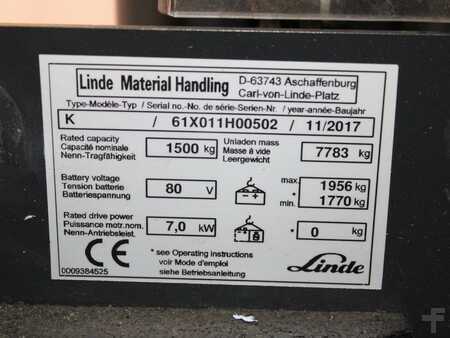 Linde Material Handling D-63743 Aschaffenburg
Carl-von-Linde-Platz
Type-Modèle-Typ / Serial no.-No. de série-Serien-Nr. / year-année-Baujahr
K / 61X011H00502 / 11/2017
Rated capacity
Capacité nominale
Nenn-Tragfähigkeit
1500 kg
Unladen mass
Masse à vide
Leergewicht
7783 kg
Battery voltage
Tension batterie
Batteriespannung
80 V
max. 1956 kg
*
min. 1770 kg
Rated drive power
Puissance motr.nom.
Nenn-Antriebsleist.
7,0 kW
* 0 kg
CE
0009384525
* see Operating instructions
voir Mode d'emploi
siehe Betriebsanleitung
Linde